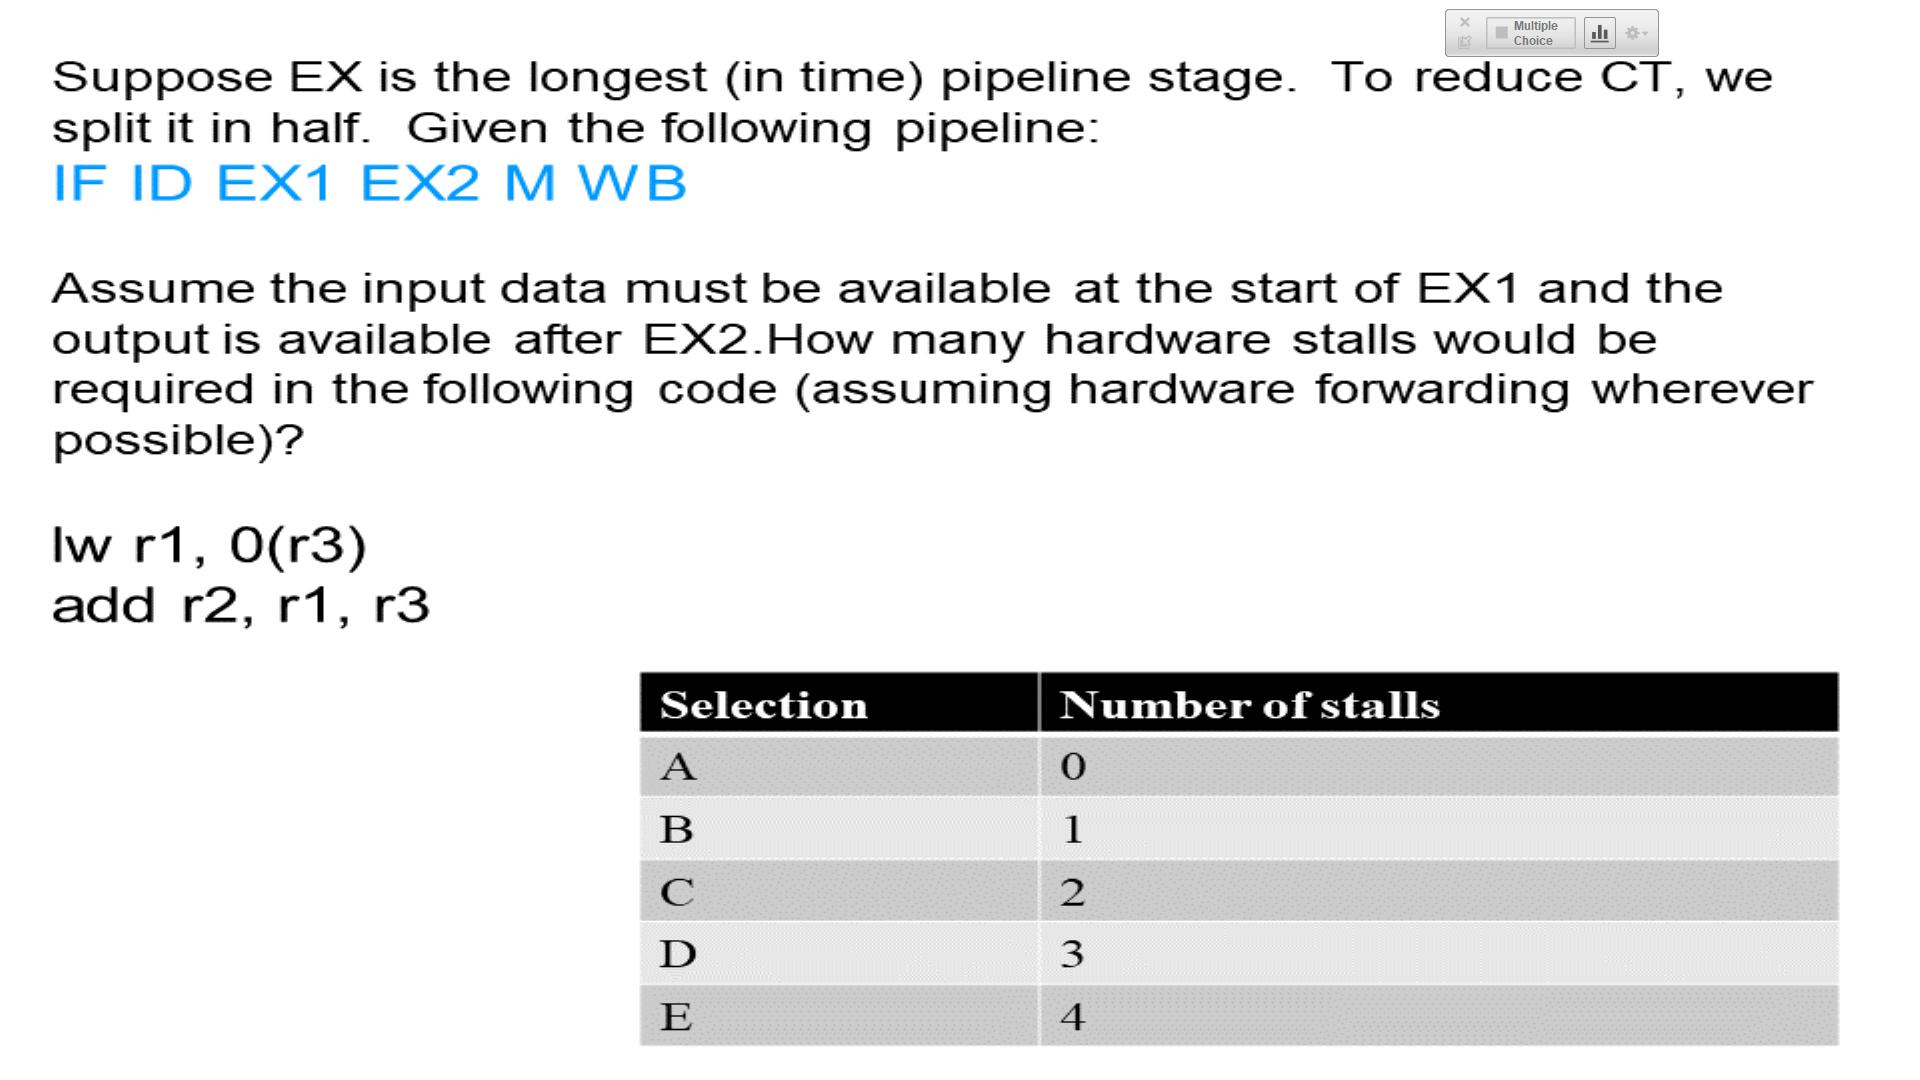 Multiple
Choice
Suppose EX is the longest (in time) pipeline stage. To reduce CT, we
split it in half. Given the following pipeline:
IF ID EX1 EX2 M WB
Assume the input data must be available at the start of EX1 and the
output is available after EX2.How many hardware stalls would be
required in the following code (assuming hardware forwarding wherever
possible)?
lw r1, 0(r3)
add r2, r1, r3
Selection Number of stalls
A 0
B 1
C 2
D 3
E 4